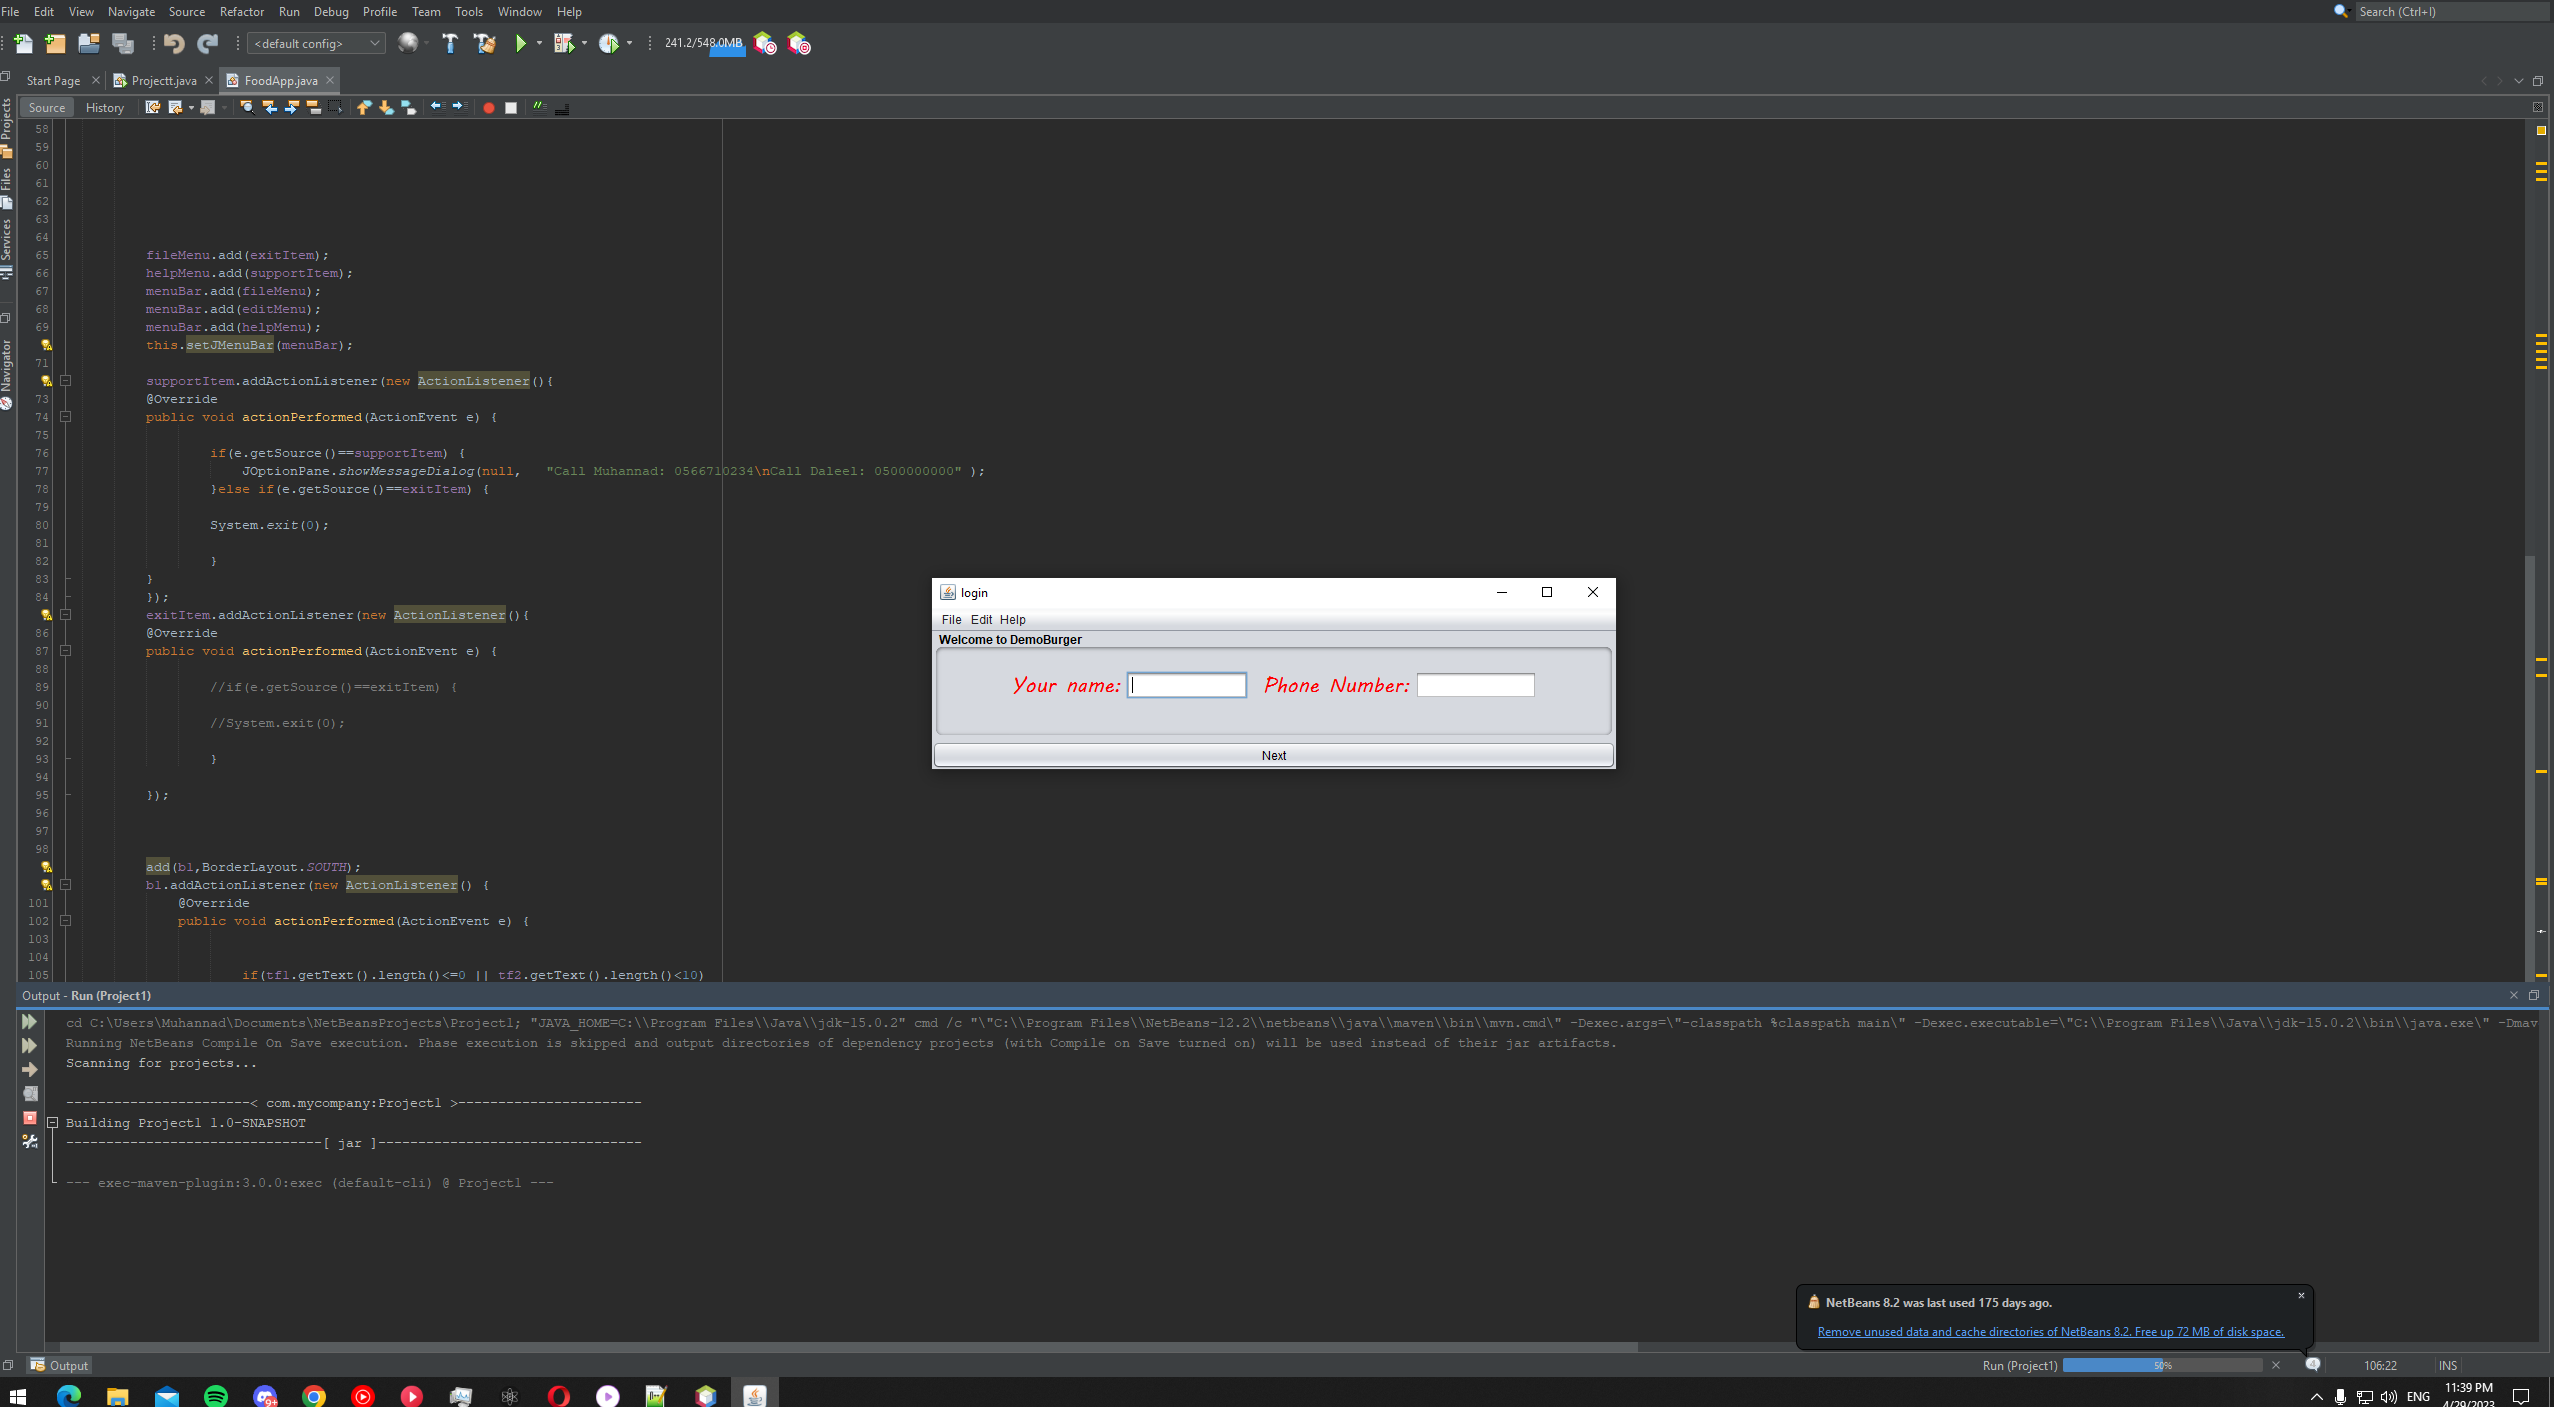 File Edit View Navigate Source Refactor Run Debug Profile Team Tools Window Help
Search (Ctrl+I)
<default config>
241.2/548.0MB
Start Page Projectt.java FoodApp.java
Source History
Projects
Files
Services
Navigator
58
59
60
61
62
63
64
65 fileMenu.add(exitItem);
66 helpMenu.add(supportItem);
67 menuBar.add(fileMenu);
68 menuBar.add(editMenu);
69 menuBar.add(helpMenu);
this.setJMenuBar(menuBar);
71
supportItem.addActionListener(new ActionListener(){
73 @Override
74 public void actionPerformed(ActionEvent e) {
75
76 if(e.getSource()==supportItem) {
77 JOptionPane.showMessageDialog(null, "Call Muhannad: 0566710234\nCall Daleel: 0500000000" );
78 }else if(e.getSource()==exitItem) {
79
80 System.exit(0);
81
82 }
83 }
84 });
exitItem.addActionListener(new ActionListener(){
86 @Override
87 public void actionPerformed(ActionEvent e) {
88
89 //if(e.getSource()==exitItem) {
90
91 //System.exit(0);
92
93 }
94
95 });
96
97
98
add(b1,BorderLayout.SOUTH);
b1.addActionListener(new ActionListener() {
101 @Override
102 public void actionPerformed(ActionEvent e) {
103
104
105 if(tf1.getText().length()<=0 || tf2.getText().length()<10)
login
File Edit Help
Welcome to DemoBurger
Your name: Phone Number:
Next
Output - Run (Project1)
cd C:\Users\Muhannad\Documents\NetBeansProjects\Project1; "JAVA_HOME=C:\\Program Files\\Java\\jdk-15.0.2" cmd /c "\"C:\\Program Files\\NetBeans-12.2\\netbeans\\java\\maven\\bin\\mvn.cmd\" -Dexec.args=\"-classpath %classpath main\" -Dexec.executable=\"C:\\Program Files\\Java\\jdk-15.0.2\\bin\\java.exe\" -Dmav
Running NetBeans Compile On Save execution. Phase execution is skipped and output directories of dependency projects (with Compile on Save turned on) will be used instead of their jar artifacts.
Scanning for projects...
-----------------------< com.mycompany:Project1 >-----------------------
Building Project1 1.0-SNAPSHOT
--------------------------------[ jar ]---------------------------------
--- exec-maven-plugin:3.0.0:exec (default-cli) @ Project1 ---
NetBeans 8.2 was last used 175 days ago.
Remove unused data and cache directories of NetBeans 8.2. Free up 72 MB of disk space.
Output
Run (Project1) 50% 4 106:22 INS
9+
ENG
11:39 PM
4/29/2023